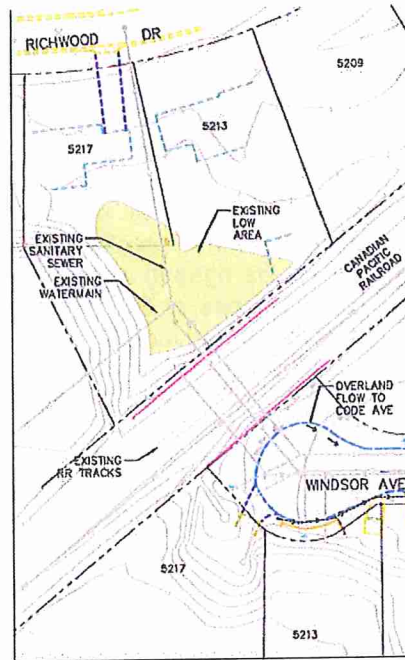 RICHWOOD DR
5209
5217
5213
EXISTING
LOW
AREA
EXISTING
SANITARY
SEWER
EXISTING
WATERMAIN
CANADIAN
PACIFIC
RAILROAD
OVERLAND
FLOW TO
CODE AVE
EXISTING
RR TRACKS
WINDSOR AVE
5217
5213